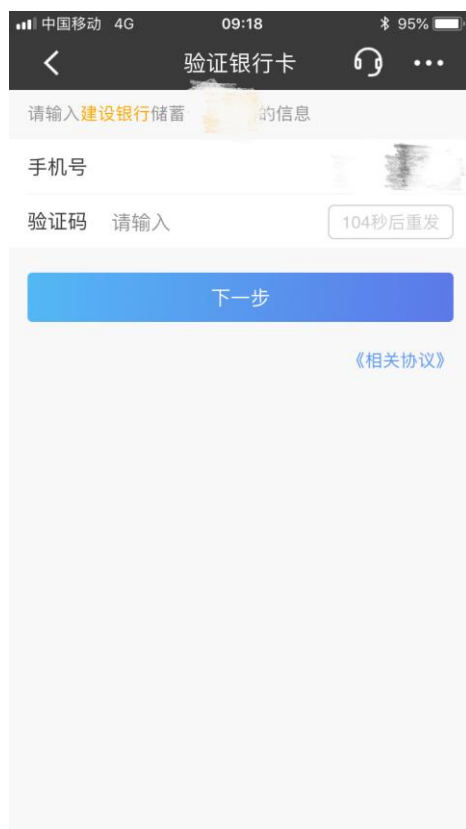 中国移动 4G 09:18 95%
验证银行卡
请输入建设银行储蓄 的信息
手机号
验证码 请输入 104秒后重发
下一步
《相关协议》